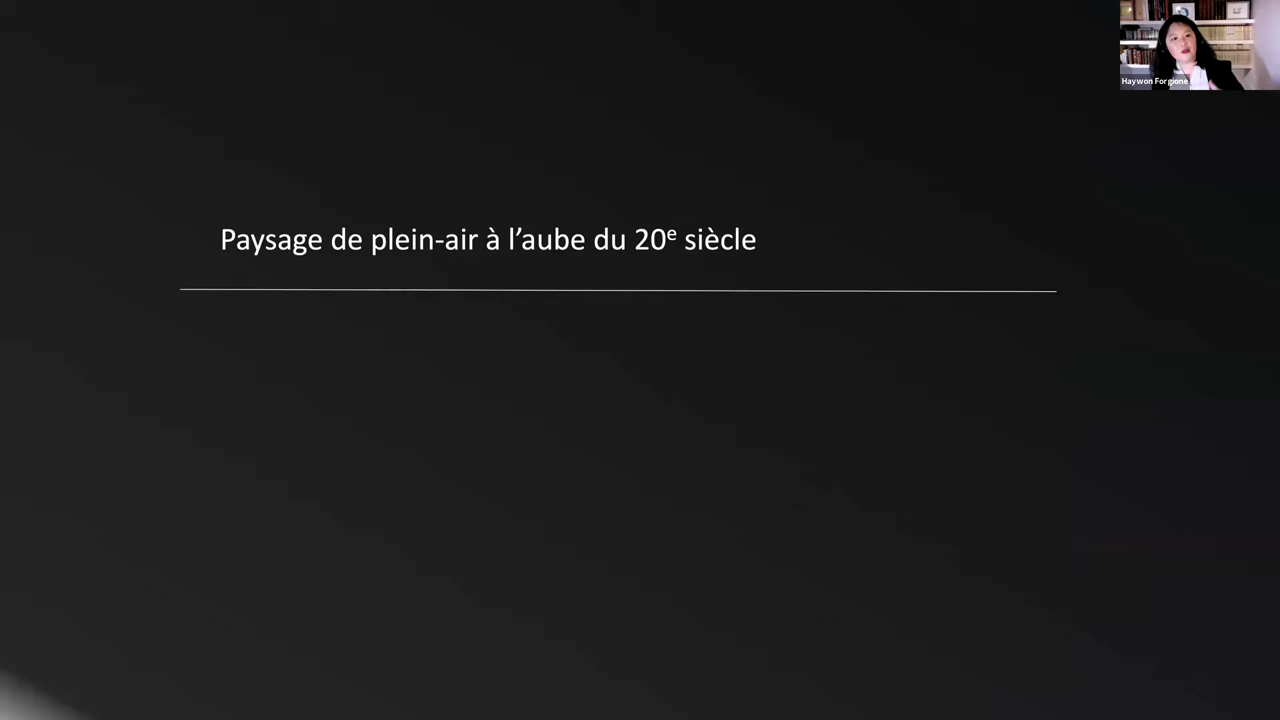 Haywon Forgione
Paysage de plein-air à l’aube du 20ᵉ siècle